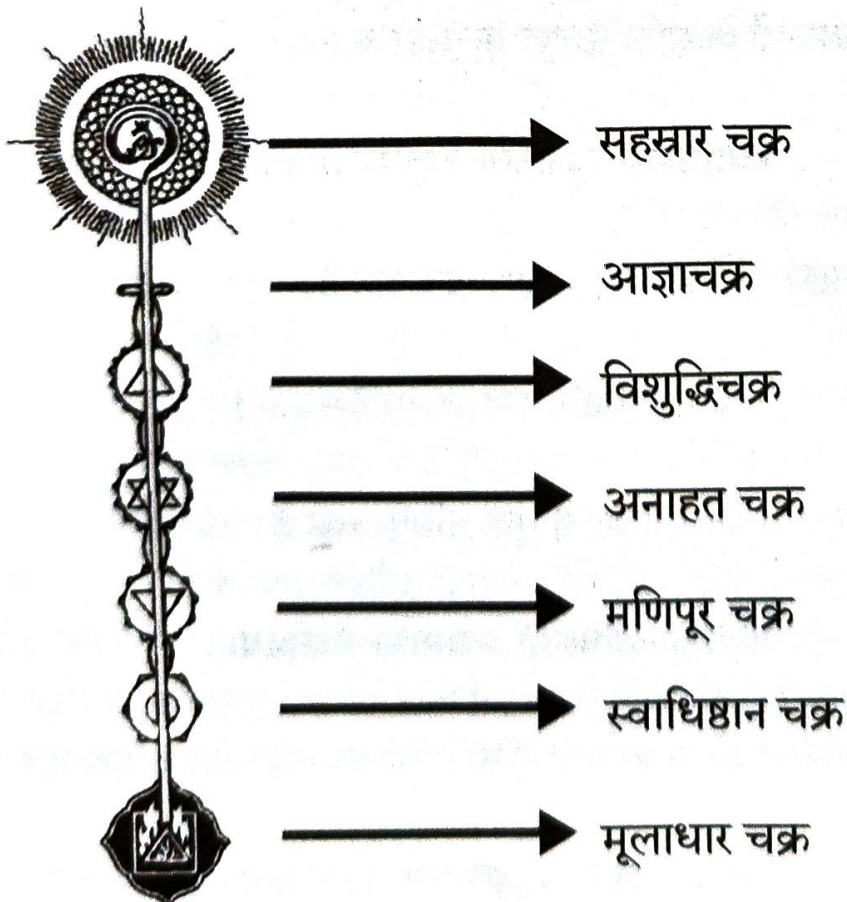 सहस्रार चक्र
आज्ञाचक्र
विशुद्धिचक्र
अनाहत चक्र
मणिपूर चक्र
स्वाधिष्ठान चक्र
मूलाधार चक्र